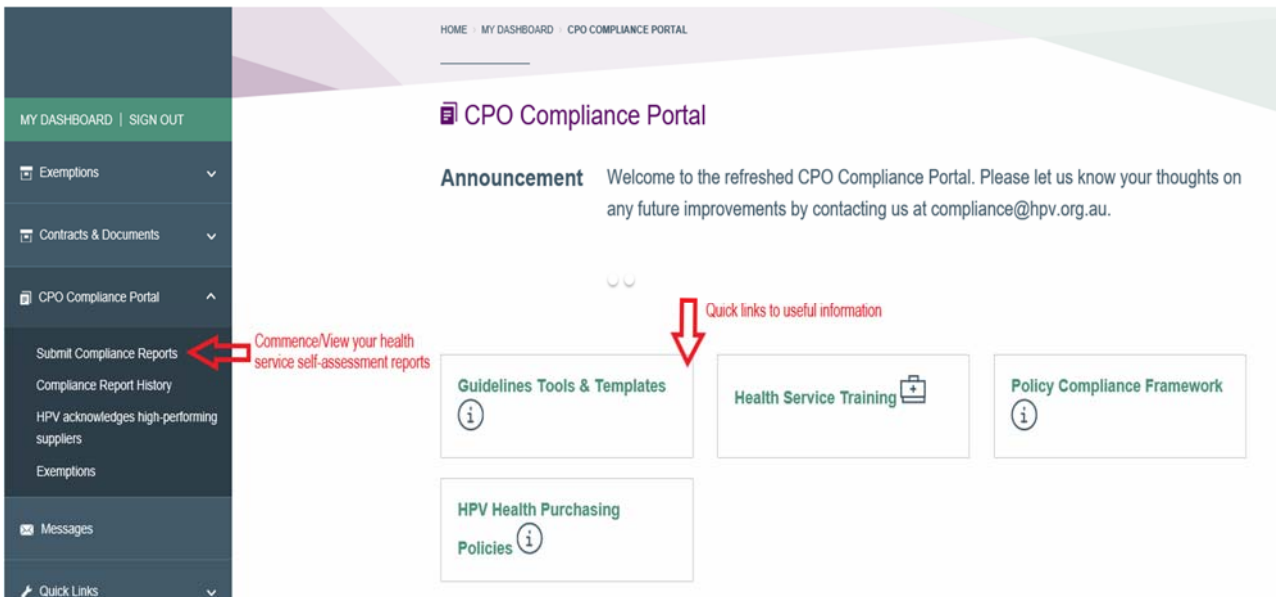 HOME MY DASHBOARD CPO COMPLIANCE PORTAL
MY DASHBOARD | SIGN OUT
Exemptions
Contracts & Documents
CPO Compliance Portal
Submit Compliance Reports
Compliance Report History
HPV acknowledges high-performing
suppliers
Exemptions
Messages
Quick Links
Commence/View your health
service self-assessment reports
CPO Compliance Portal
Announcement
Welcome to the refreshed CPO Compliance Portal. Please let us know your thoughts on
any future improvements by contacting us at compliance@hpv.org.au.
Quick links to useful information
Guidelines Tools & Templates
Health Service Training
Policy Compliance Framework
HPV Health Purchasing
Policies